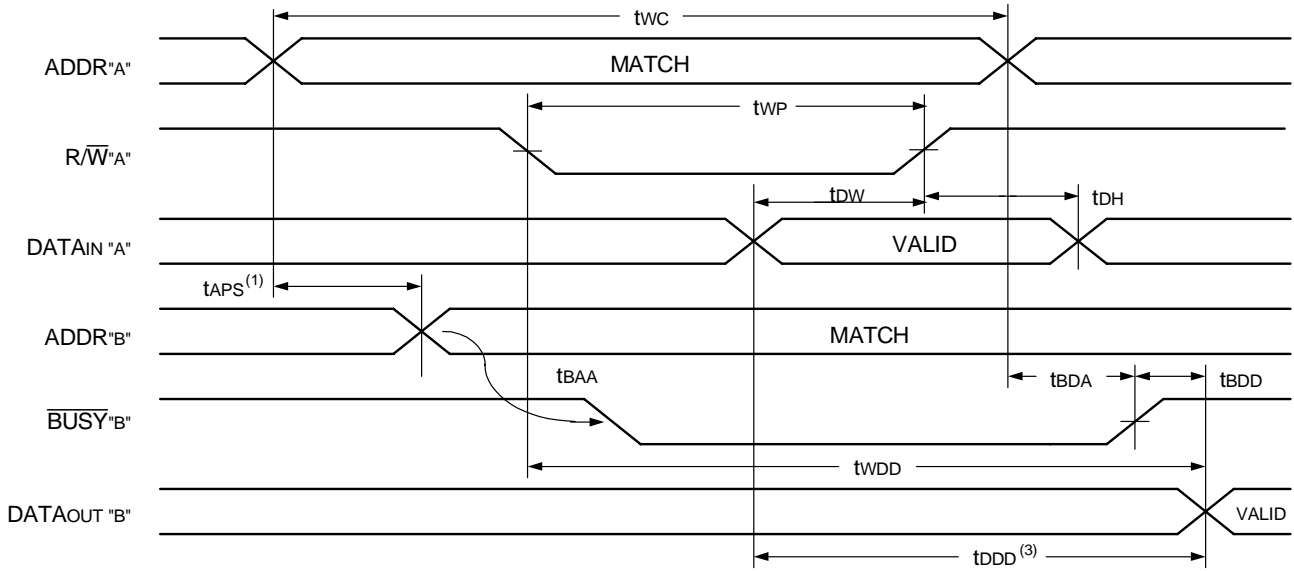 tWC
ADDR"A"
MATCH
tWP
R/W̅"A"
tDW
tDH
DATAIN "A"
VALID
tAPS(1)
ADDR"B"
MATCH
tBAA
tBDA
tBDD
B̅U̅S̅Y̅"B"
tWDD
DATAOUT "B"
VALID
tDDD(3)